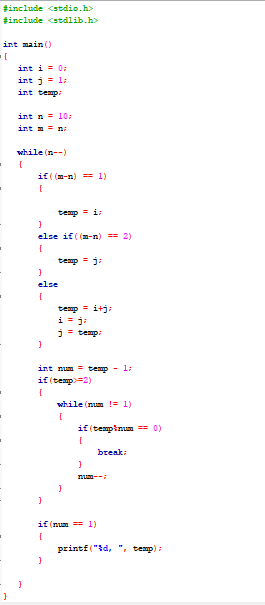 #include <stdio.h>
#include <stdlib.h>
int main()
{
int i = 0;
int j = 1;
int temp;
int n = 10;
int m = n;
while(n--)
{
if((m-n) == 1)
{
temp = i;
}
else if((m-n) == 2)
{
temp = j;
}
else
{
temp = i+j;
i = j;
j = temp;
}
int num = temp - 1;
if(temp>=2)
{
while(num != 1)
{
if(temp%num == 0)
{
break;
}
num--;
}
}
if(num == 1)
{
printf("%d, ", temp);
}
}
}